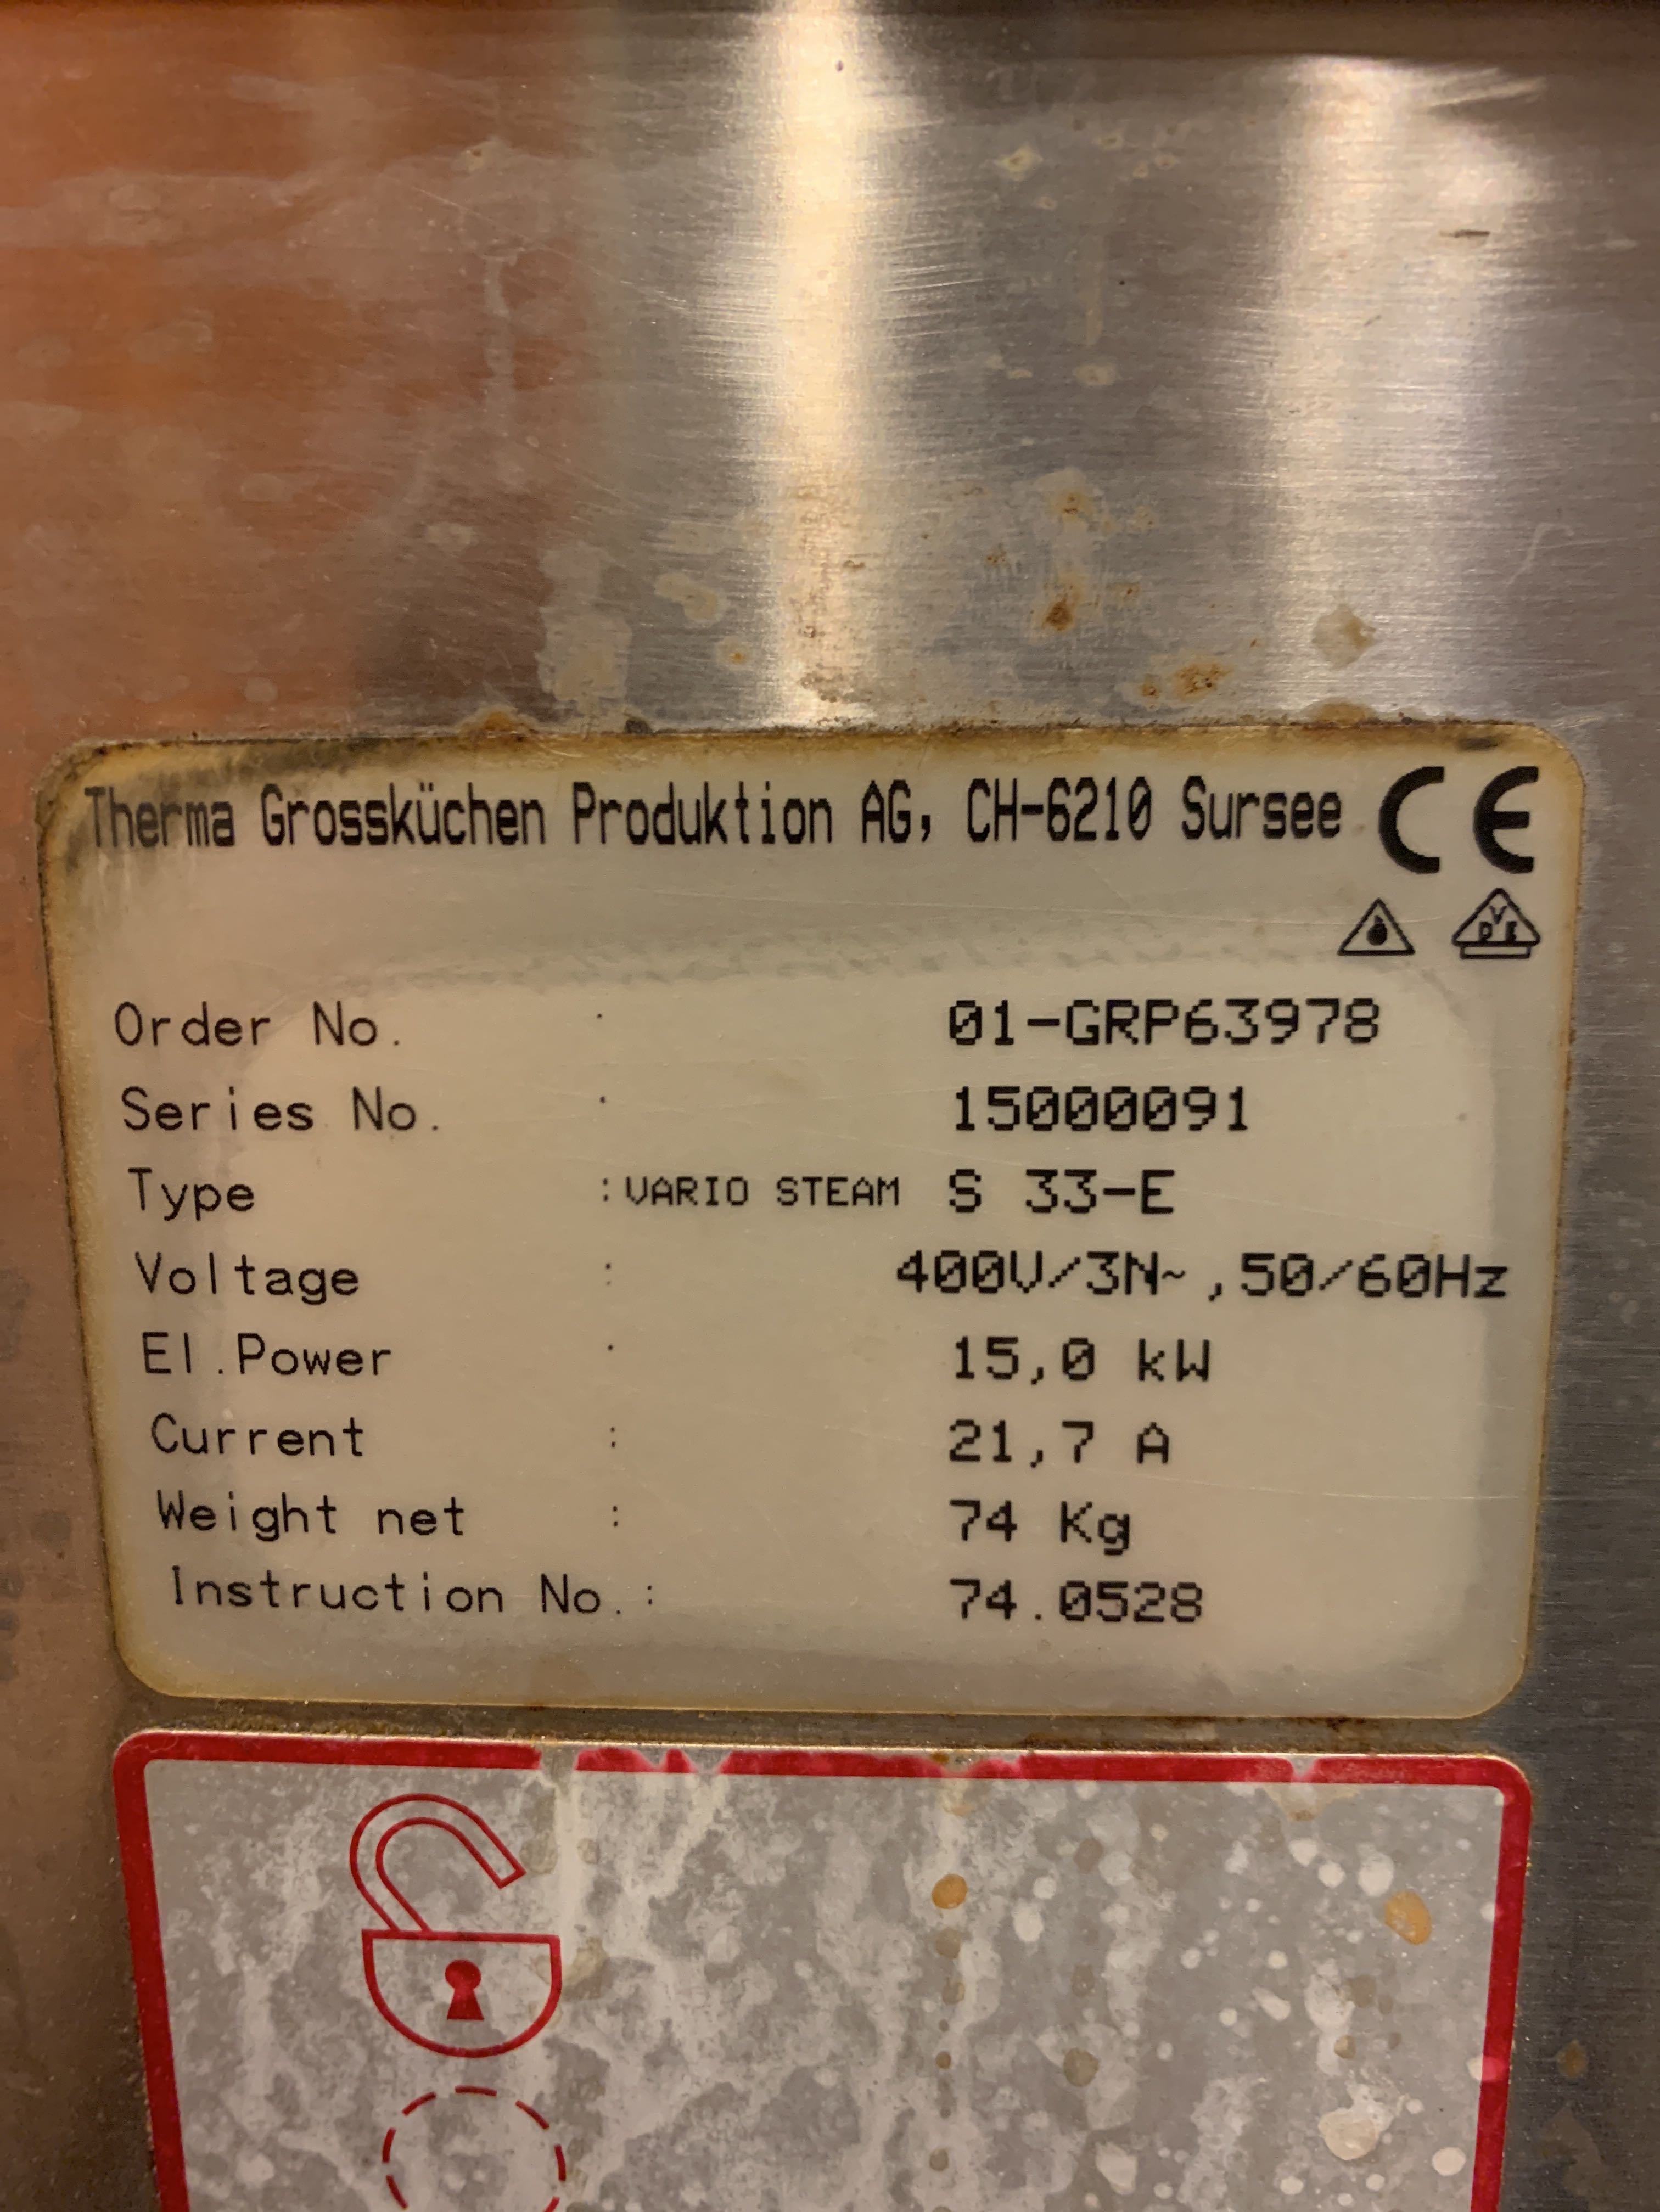 Therma Grossküchen Produktion AG, CH-6210 Sursee CE
VDE
Order No. : 01-GRP63978
Series No. : 15000091
Type : VARIO STEAM S 33-E
Voltage : 400V/3N~ ,50/60Hz
El.Power : 15,0 kW
Current : 21,7 A
Weight net : 74 Kg
Instruction No.: 74.0528